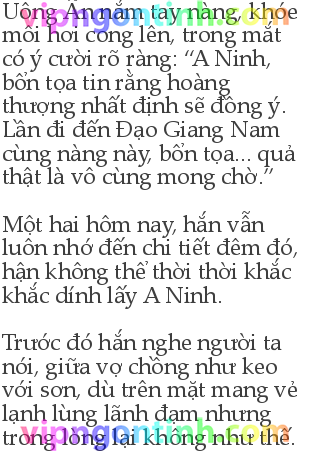 Uông Ấn nắm tay nàng, khóe
môi hơi cong lên, trong mắt
có ý cười rõ ràng: “A Ninh,
bổn tọa tin rằng hoàng
thượng nhất định sẽ đồng ý.
Lần đi đến Đạo Giang Nam
cùng nàng này, bổn tọa... quả
thật là vô cùng mong chờ.”
Một hai hôm nay, hắn vẫn
luôn nhớ đến chi tiết đêm đó,
hận không thể thời thời khắc
khắc dính lấy A Ninh.
Trước đó hắn nghe người ta
nói, giữa vợ chồng như keo
với sơn, dù trên mặt mang vẻ
lạnh lùng lãnh đạm nhưng
trong lòng lại không như thế.
vipngontinh.com
vipngontinh.com